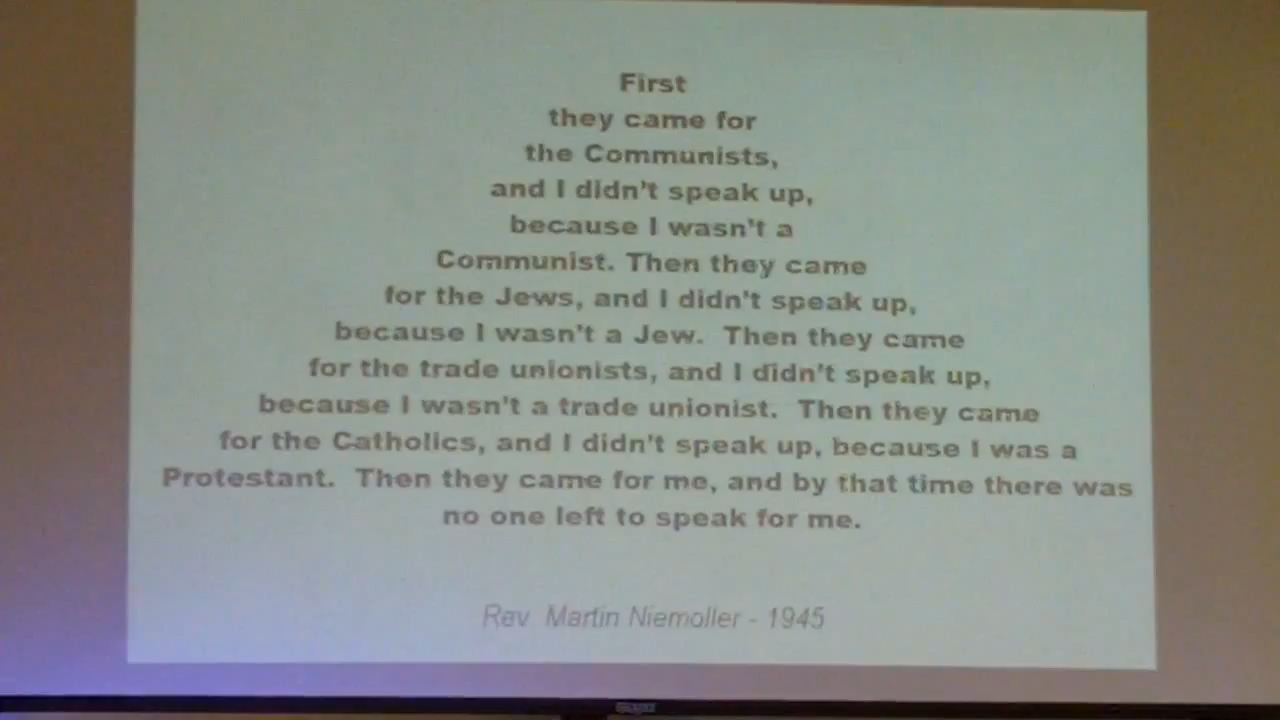 First
they came for
the Communists,
and I didn't speak up,
because I wasn't a
Communist. Then they came
for the Jews, and I didn't speak up,
because I wasn't a Jew. Then they came
for the trade unionists, and I didn't speak up,
because I wasn't a trade unionist. Then they came
for the Catholics, and I didn't speak up, because I was a
Protestant. Then they came for me, and by that time there was
no one left to speak for me.
Rev. Martin Niemoller - 1945